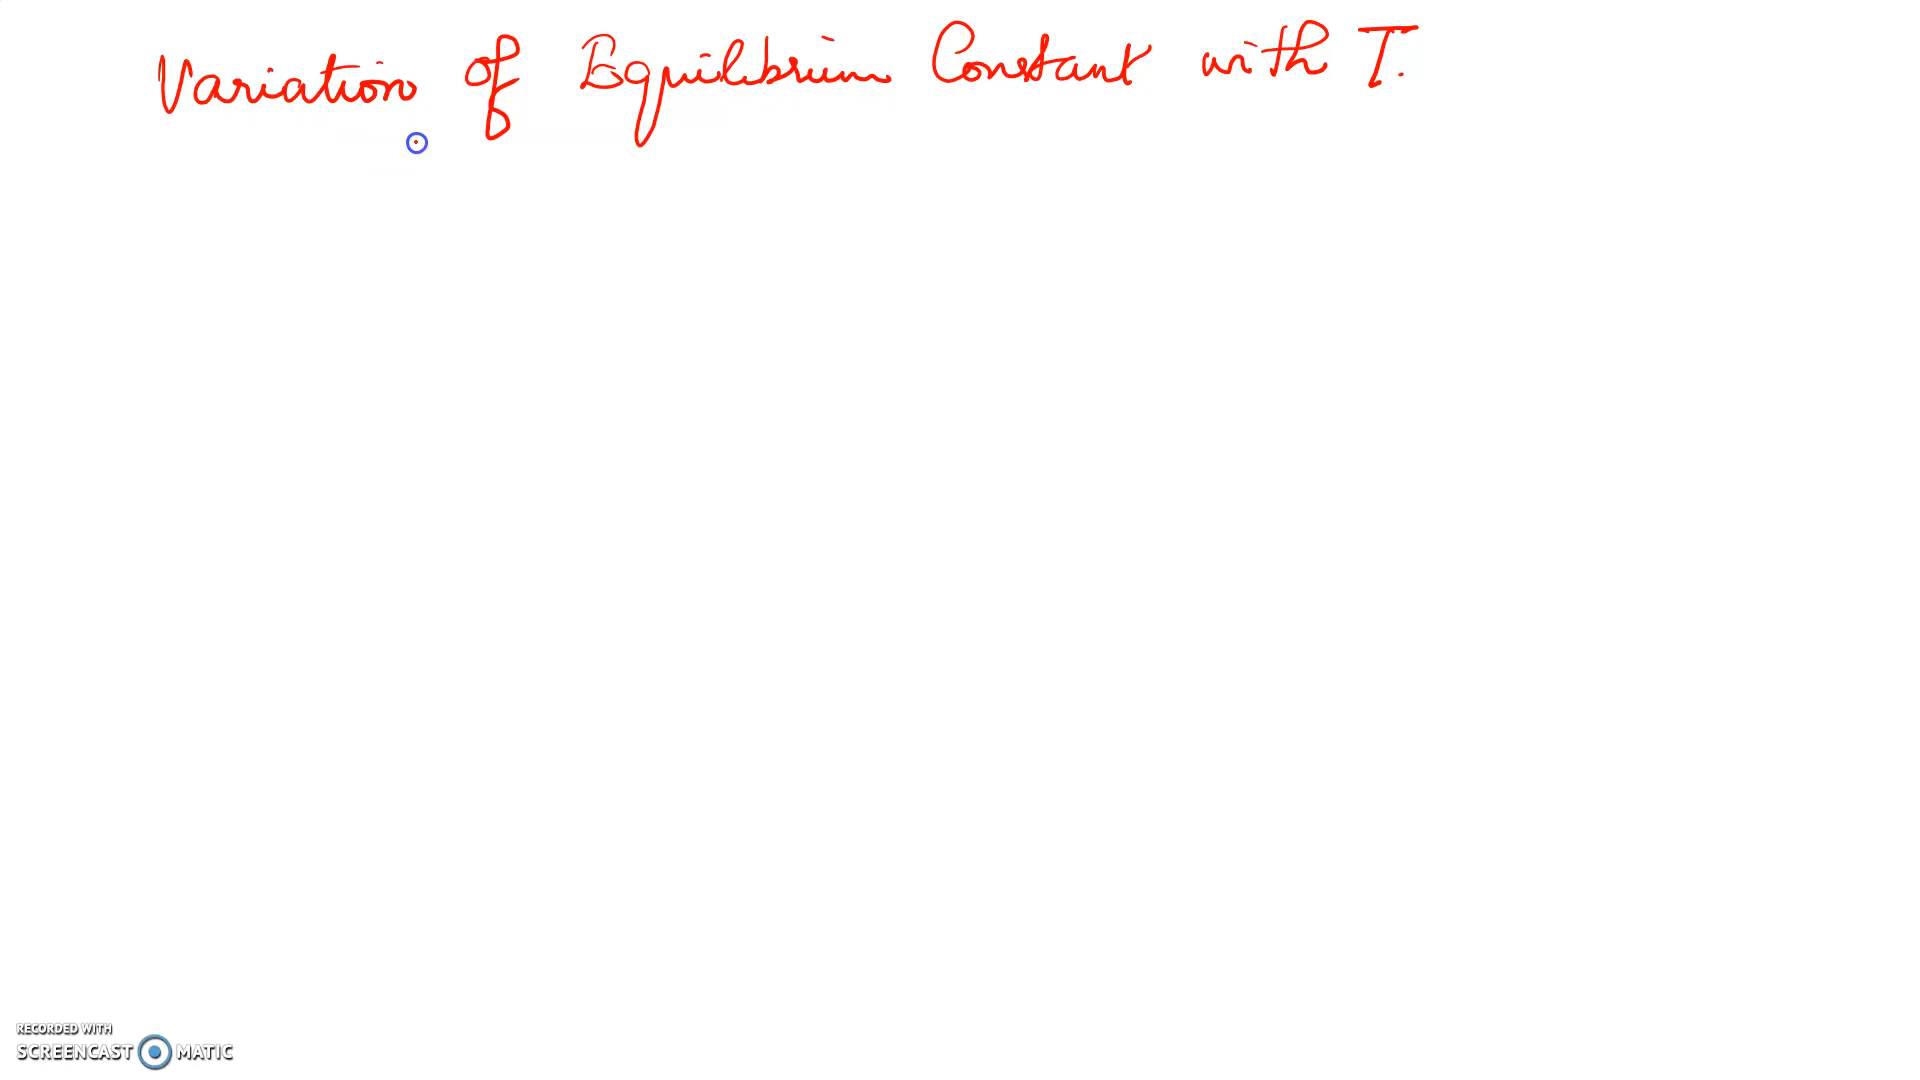 Variation of Equilibrium Constant with T.
RECORDED WITH
SCREENCAST MATIC